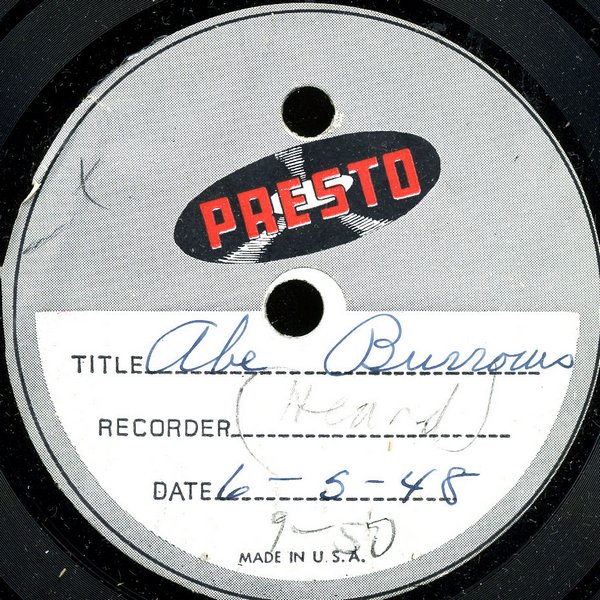 x
PRESTO
TITLE Abe Burrows
RECORDER (Heard)
DATE 6-5-48
9-50
MADE IN U.S.A.